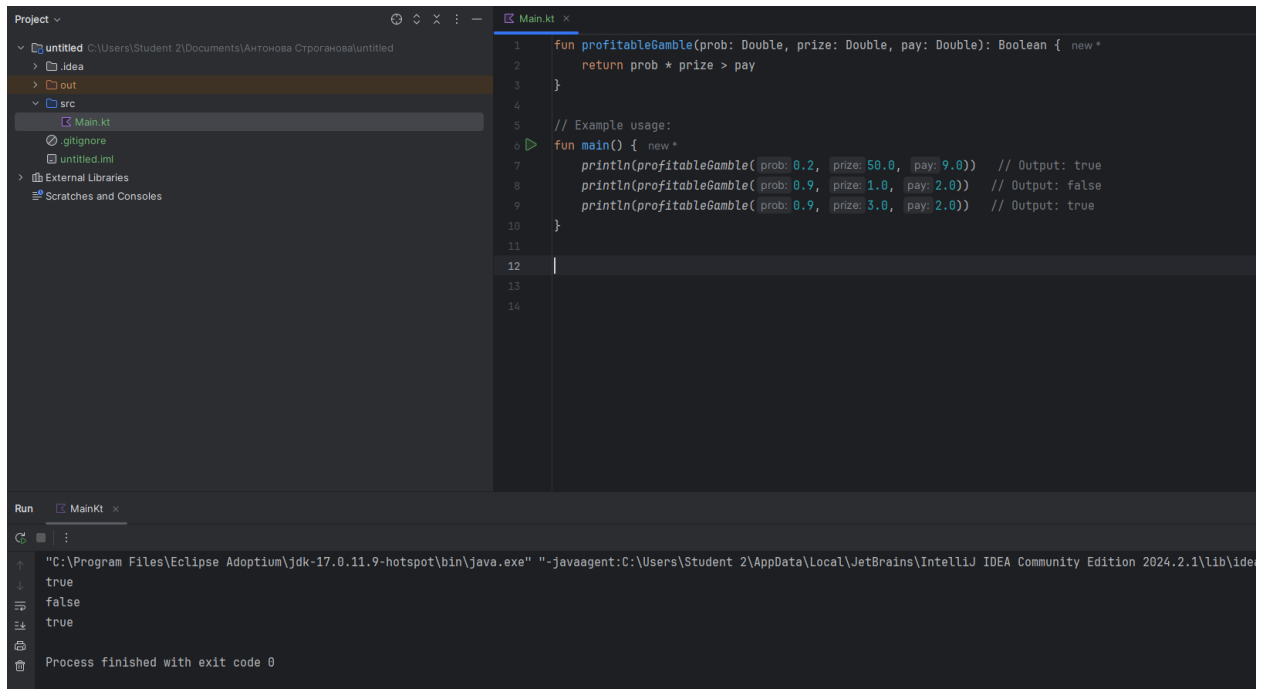 Project
untitled C:\Users\Student 2\Documents\Антонова Строганова\untitled
.idea
out
src
Main.kt
.gitignore
untitled.iml
External Libraries
Scratches and Consoles
Main.kt
1 fun profitableGamble(prob: Double, prize: Double, pay: Double): Boolean { new *
2 return prob * prize > pay
3 }
4
5 // Example usage:
6 fun main() { new *
7 println(profitableGamble( prob: 0.2, prize: 50.0, pay: 9.0)) // Output: true
8 println(profitableGamble( prob: 0.9, prize: 1.0, pay: 2.0)) // Output: false
9 println(profitableGamble( prob: 0.9, prize: 3.0, pay: 2.0)) // Output: true
10 }
11
12
13
14
Run MainKt
"C:\Program Files\Eclipse Adoptium\jdk-17.0.11.9-hotspot\bin\java.exe" "-javaagent:C:\Users\Student 2\AppData\Local\JetBrains\IntelliJ IDEA Community Edition 2024.2.1\lib\ide
true
false
true
Process finished with exit code 0